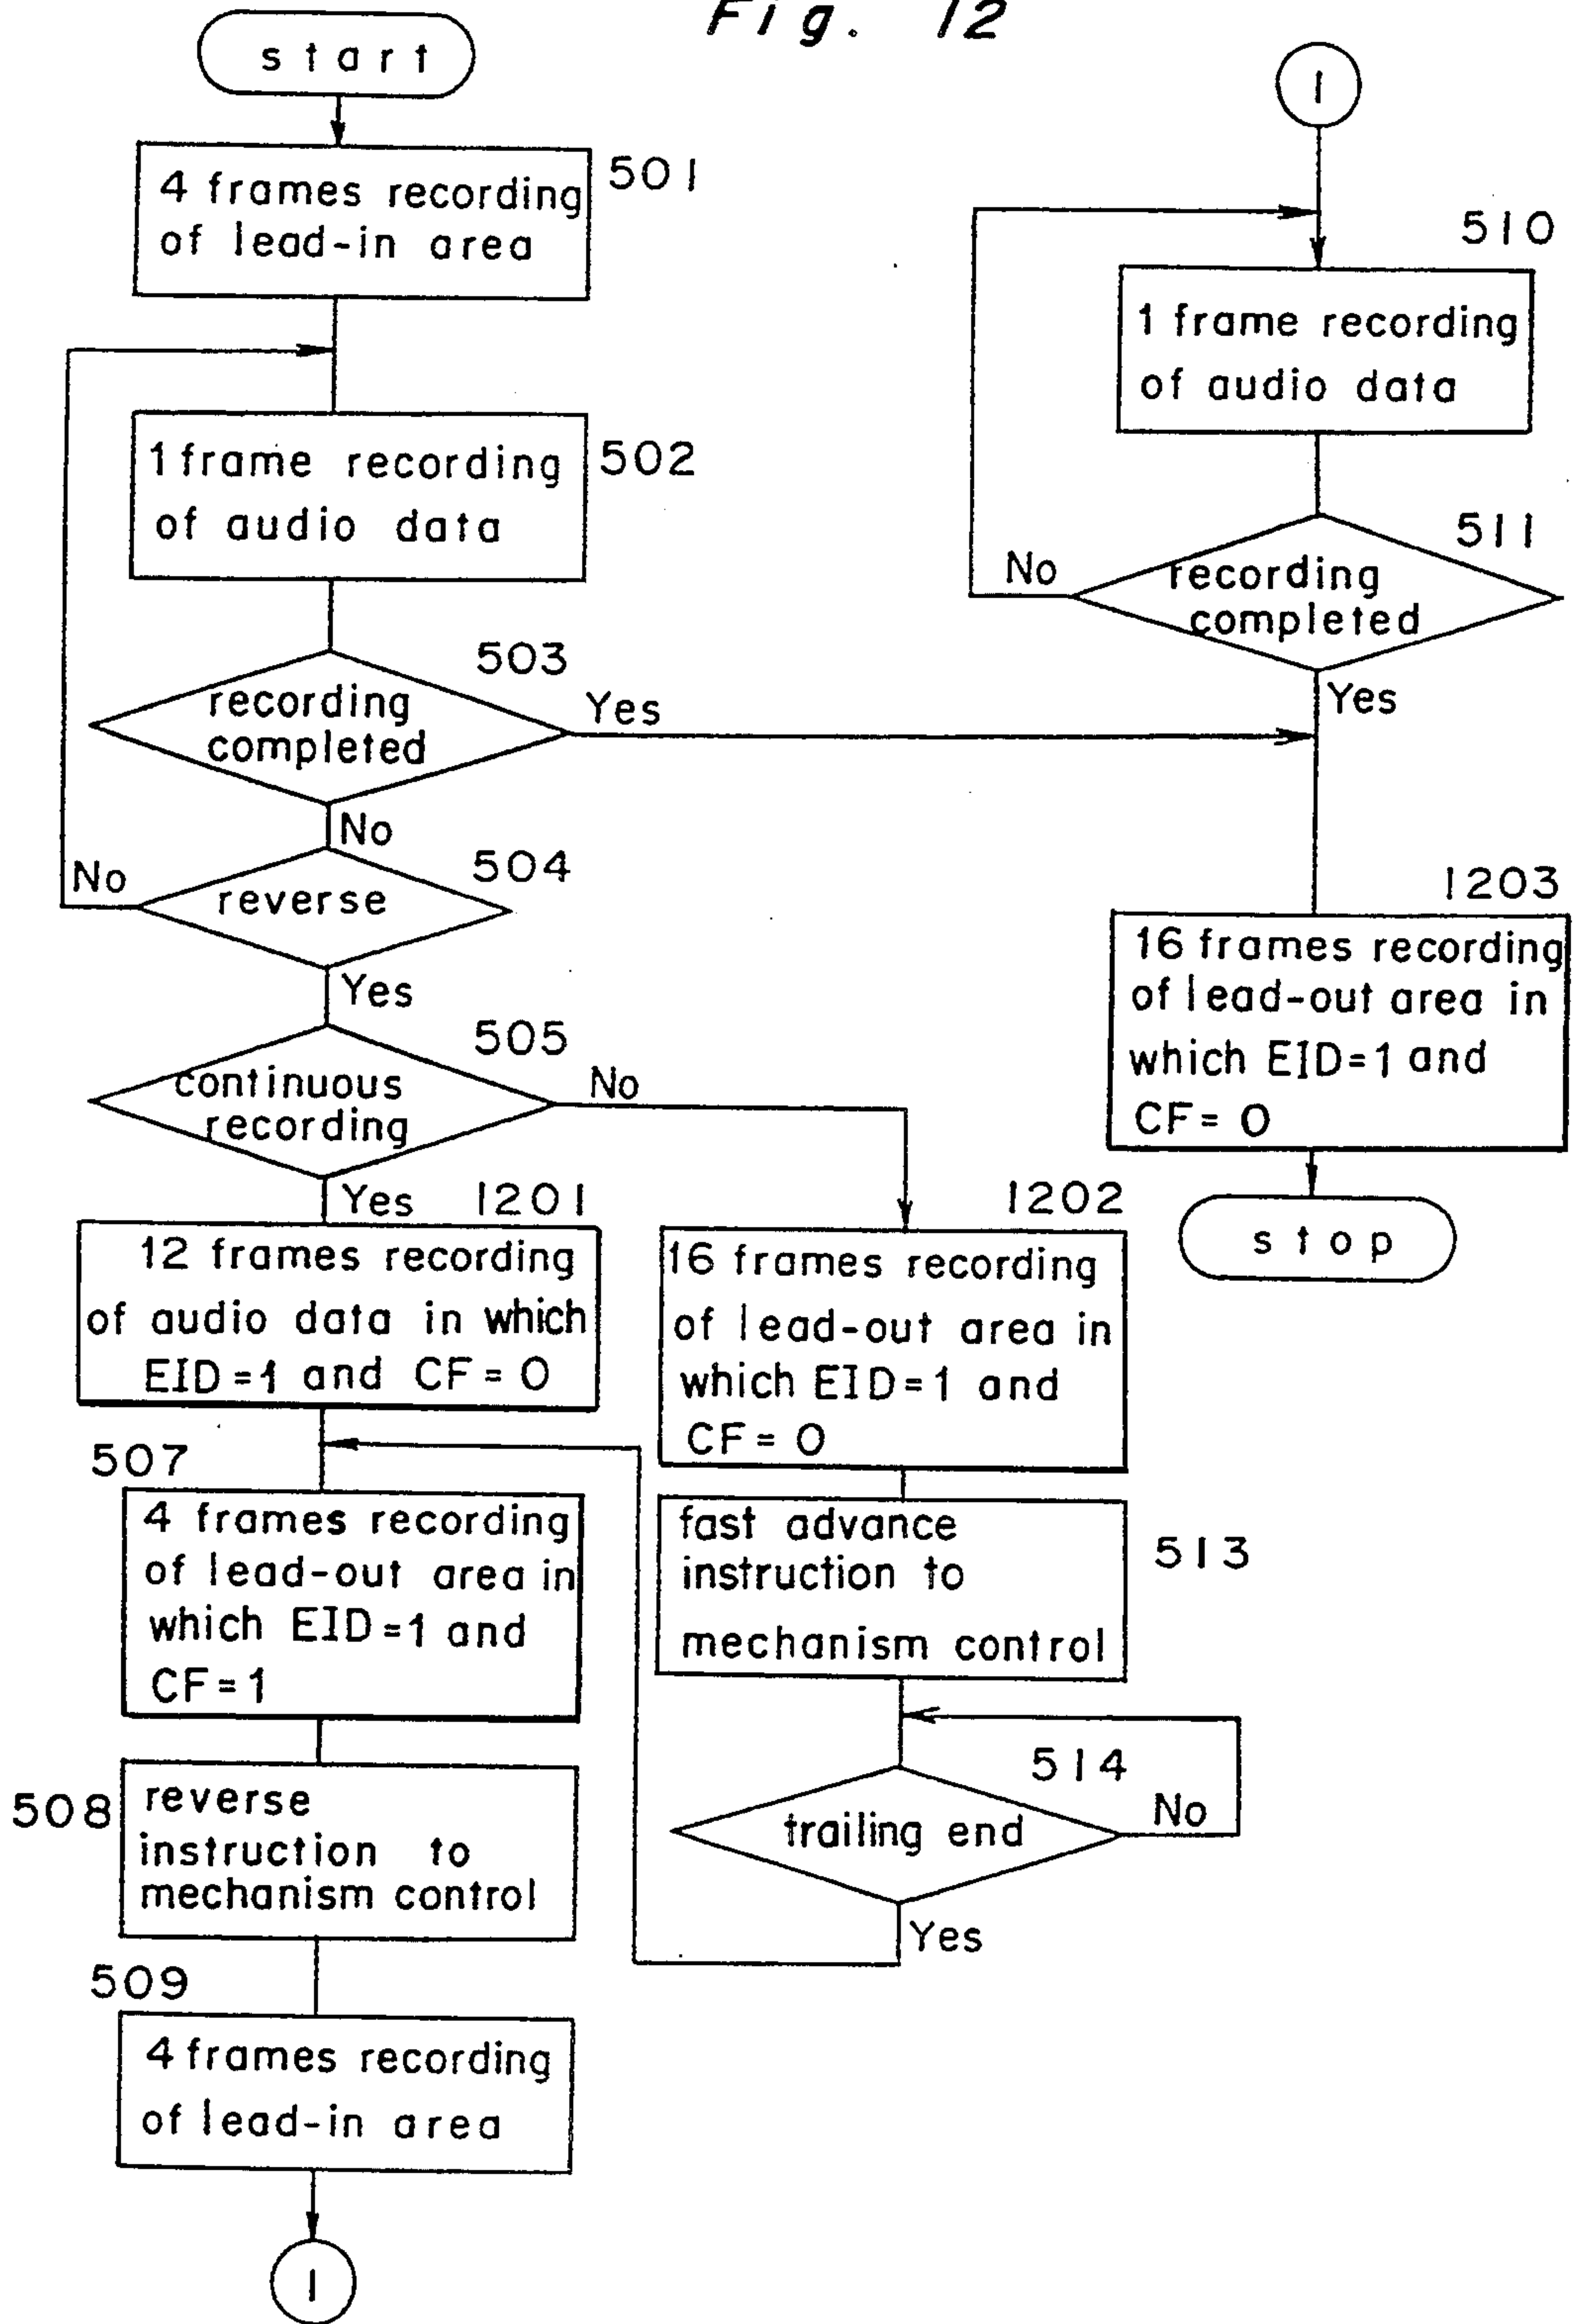 Fig. 12
start
4 frames recording
of lead-in area
501
1 frame recording
of audio data
502
503
recording
completed
Yes
No
504
reverse
No
Yes
505
continuous
recording
No
Yes
1201
12 frames recording
of audio data in which
EID=1 and CF=0
1202
16 frames recording
of lead-out area in
which EID=1 and
CF=0
507
4 frames recording
of lead-out area in
which EID=1 and
CF=1
fast advance
instruction to
mechanism control
513
508
reverse
instruction to
mechanism control
514
trailing end
No
Yes
509
4 frames recording
of lead-in area
1
1
510
1 frame recording
of audio data
511
recording
completed
No
Yes
1203
16 frames recording
of lead-out area in
which EID=1 and
CF=0
stop